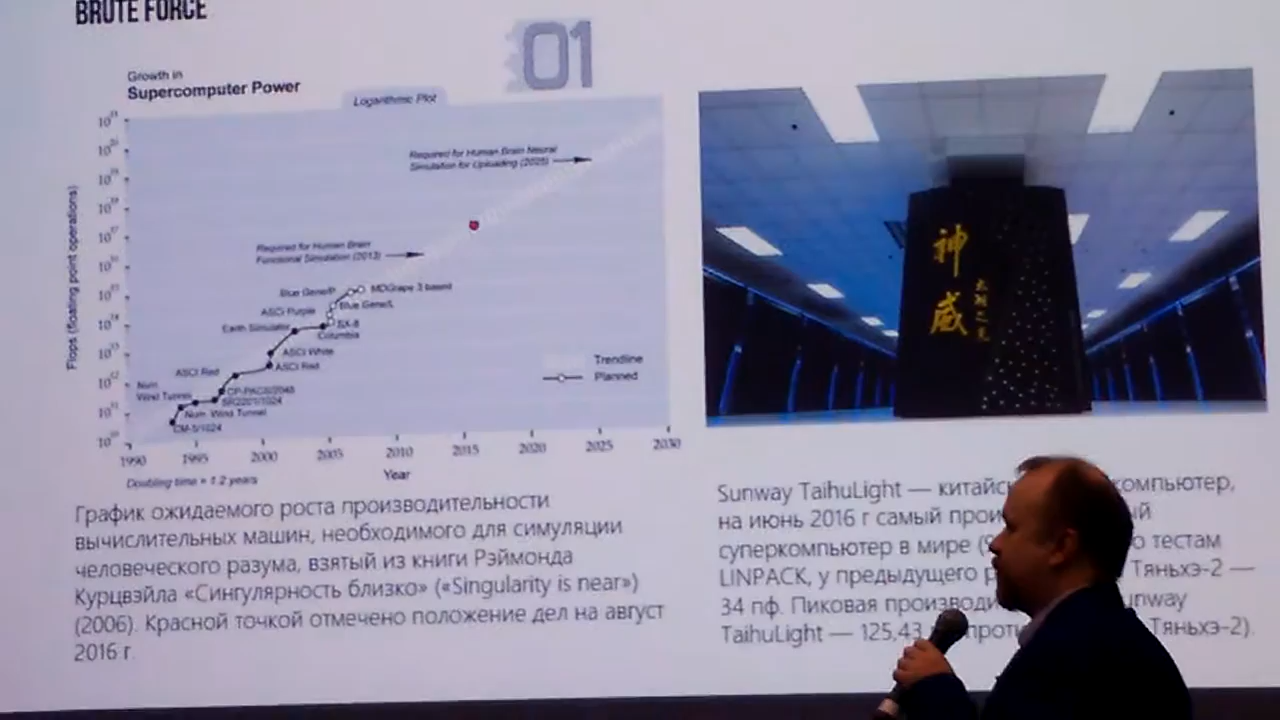 BRUTE FORCE
01
Growth in
Supercomputer Power
Logarithmic Plot
Required for Human Brain Neural
Simulation for Uploading (2025)
Required for Human Brain
Functional Simulation (2013)
Blue Gene/P
MDGrape 3 based
ASCI Purple
Blue Gene/L
Earth Simulator
SX-8
Columbia
ASCI White
ASCI Red
ASCI Red
Num
Wind Tunnel
CP-PACS/2048
SR2201/1024
Num Wind Tunnel
CM-5/1024
Trendline
Planned
Flops (floating point operations)
1990 1995 2000 2005 2010 2015 2020 2025 2030
Year
Doubling time = 1.2 years
График ожидаемого роста производительности
вычислительных машин, необходимого для симуляции
человеческого разума, взятый из книги Рэймонда
Курцвэйла «Сингулярность близко» («Singularity is near»)
(2006). Красной точкой отмечено положение дел на август
2016 г.
神
威
Sunway TaihuLight — компьютер,
на июнь 2016 г самый
суперкомпьютер в мире тестам
LINPACK, у предыдущего Тяньхэ-2 —
34 пф. Пиковая
TaihuLight — 125,43 Тяньхэ-2).